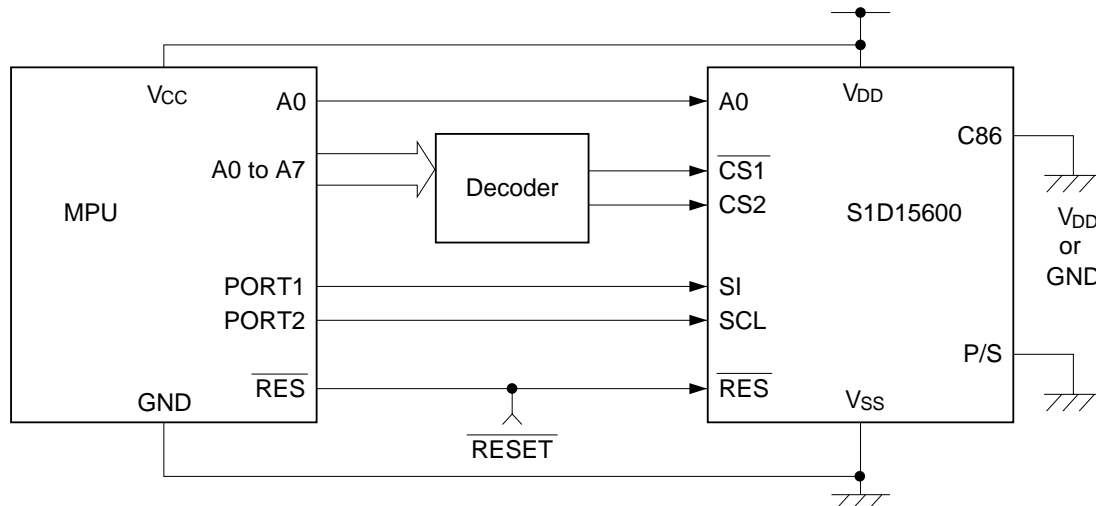 VCC
A0
A0
VDD
C86
A0 to A7
Decoder
CS1
CS2
MPU
S1D15600
VDD
or
GND
PORT1
SI
PORT2
SCL
P/S
RES
RES
GND
VSS
RESET